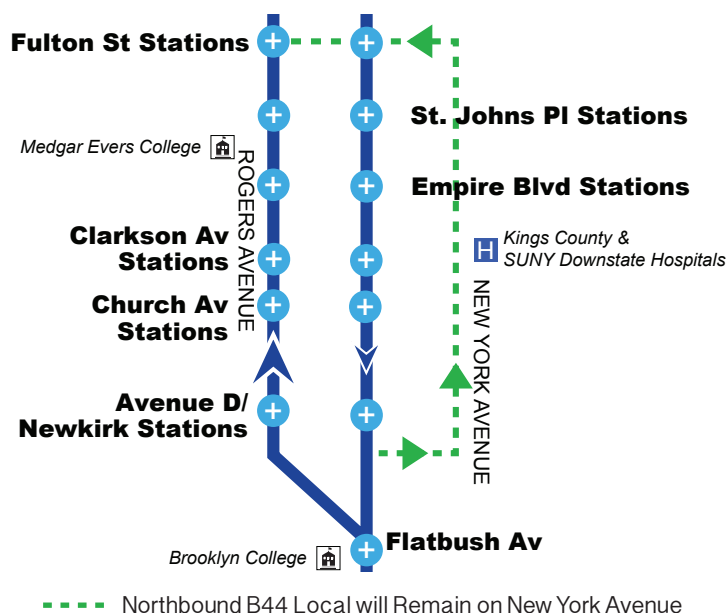 Fulton St Stations
St. Johns Pl Stations
Medgar Evers College
ROGERS AVENUE
Empire Blvd Stations
Clarkson Av
Stations
H
Kings County &
SUNY Downstate Hospitals
NEW YORK AVENUE
Church Av
Stations
Avenue D/
Newkirk Stations
Flatbush Av
Brooklyn College
Northbound B44 Local will Remain on New York Avenue